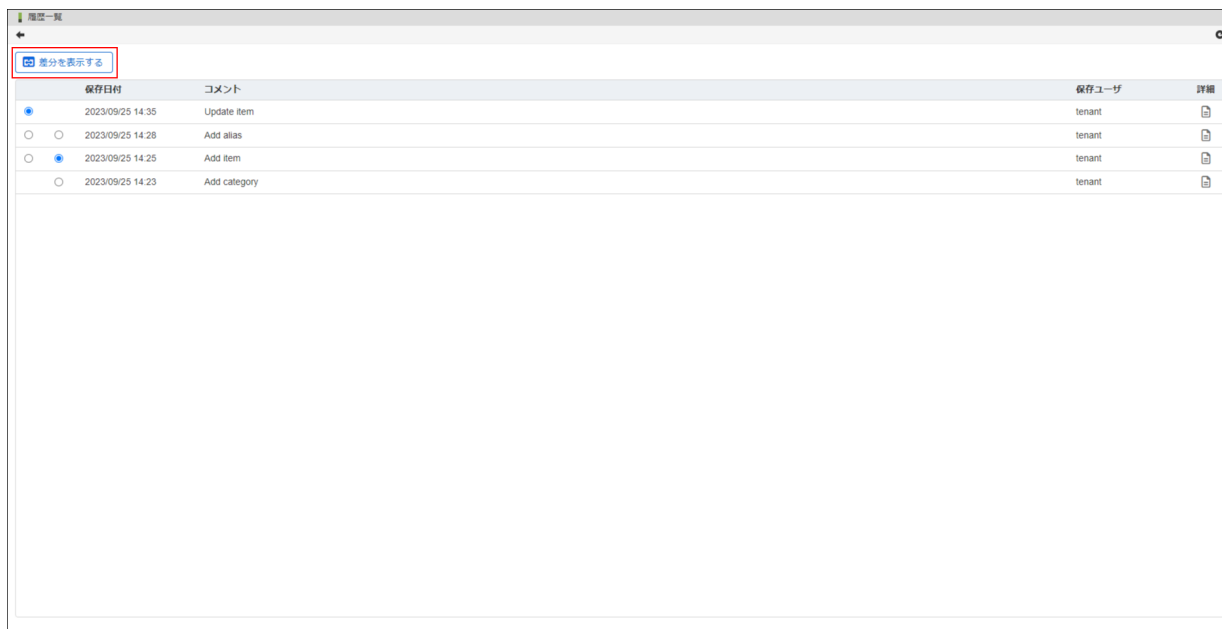 履歴一覧
差分を表示する
保存日付 コメント 保存ユーザ 詳細
2023/09/25 14:35 Update item tenant
2023/09/25 14:28 Add alias tenant
2023/09/25 14:25 Add item tenant
2023/09/25 14:23 Add category tenant